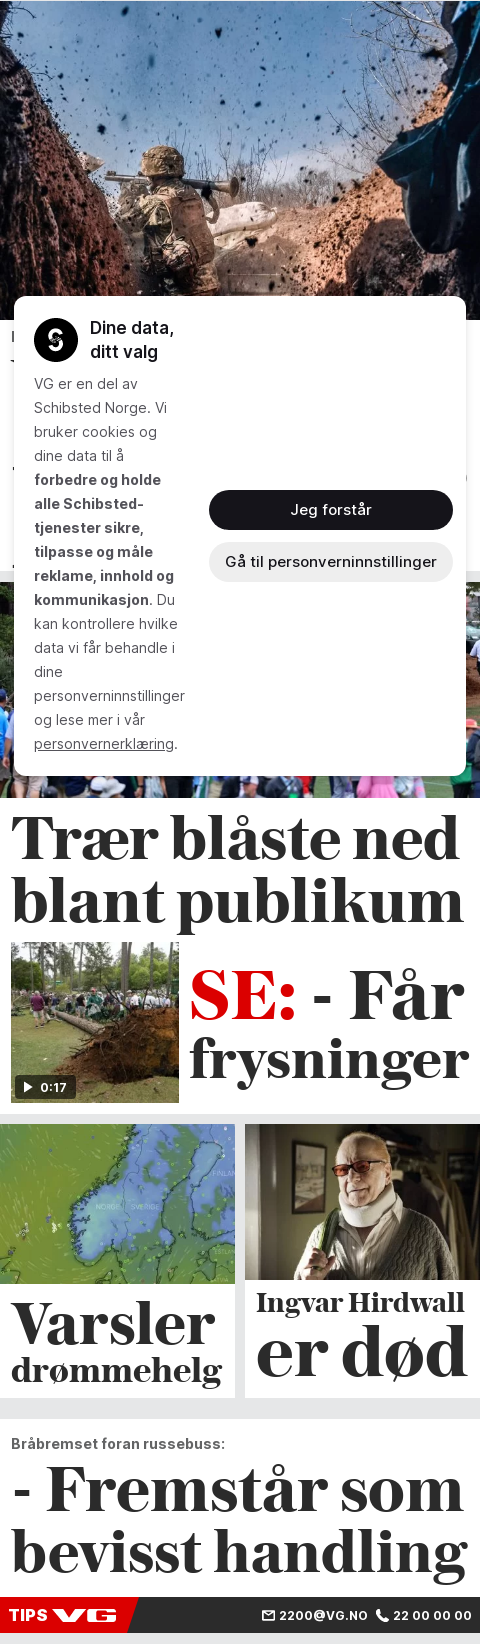 Dine data,
ditt valg
VG er en del av
Schibsted Norge. Vi
bruker cookies og
dine data til å
forbedre og holde
alle Schibsted-
tjenester sikre,
tilpasse og måle
reklame, innhold og
kommunikasjon. Du
kan kontrollere hvilke
data vi får behandle i
dine
personverninnstillinger
og lese mer i vår
personvernerklæring.
Jeg forstår
Gå til personverninnstillinger
Trær blåste ned
blant publikum
SE: - Får
frysninger
0:17
NORGE SVERIGE
FINLAND
Varsler
drømmehelg
Ingvar Hirdwall
er død
Bråbremset foran russebuss:
- Fremstår som
bevisst handling
TIPS VG 2200@VG.NO 22 00 00 00